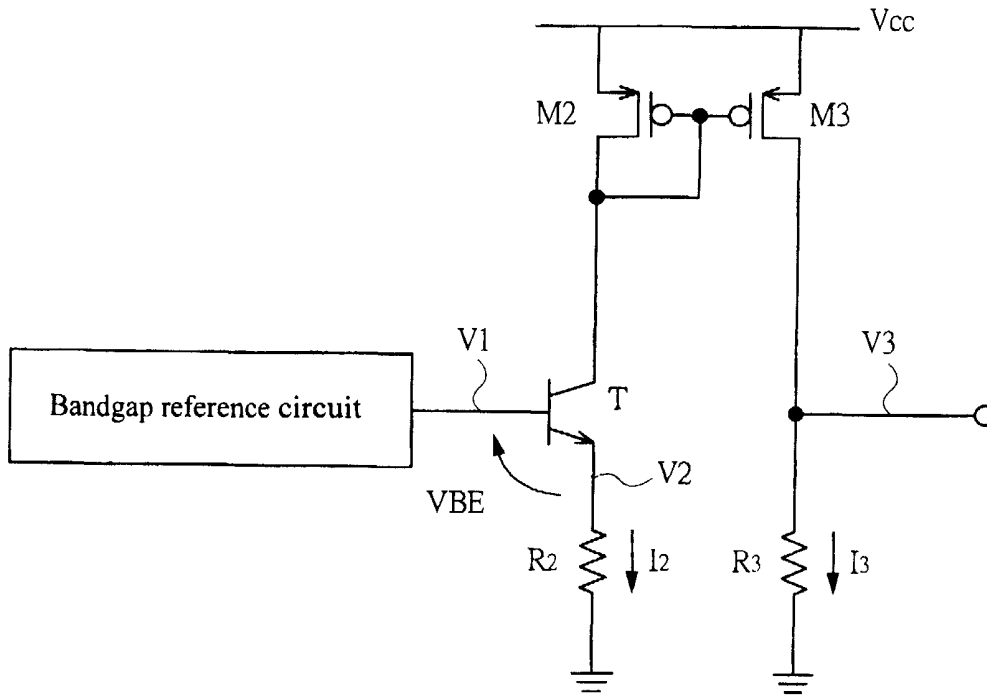 Vcc
M2
M3
V1
V3
Bandgap reference circuit
T
V2
VBE
R2
I2
R3
I3